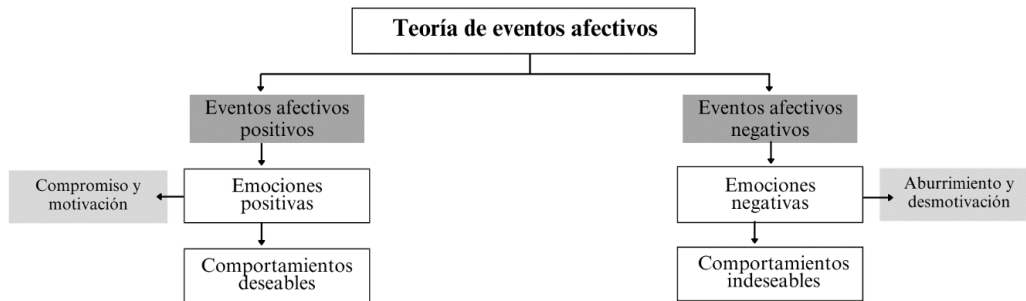 Teoría de eventos afectivos
Eventos afectivos
positivos
Eventos afectivos
negativos
Compromiso y
motivación
Emociones
positivas
Emociones
negativas
Aburrimiento y
desmotivación
Comportamientos
deseables
Comportamientos
indeseables